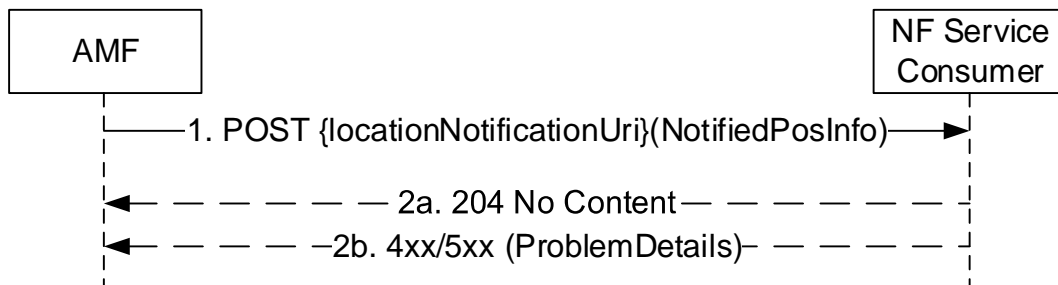 AMF
NF Service
Consumer
1. POST {locationNotificationUri}(NotifiedPosInfo)
2a. 204 No Content
2b. 4xx/5xx (ProblemDetails)